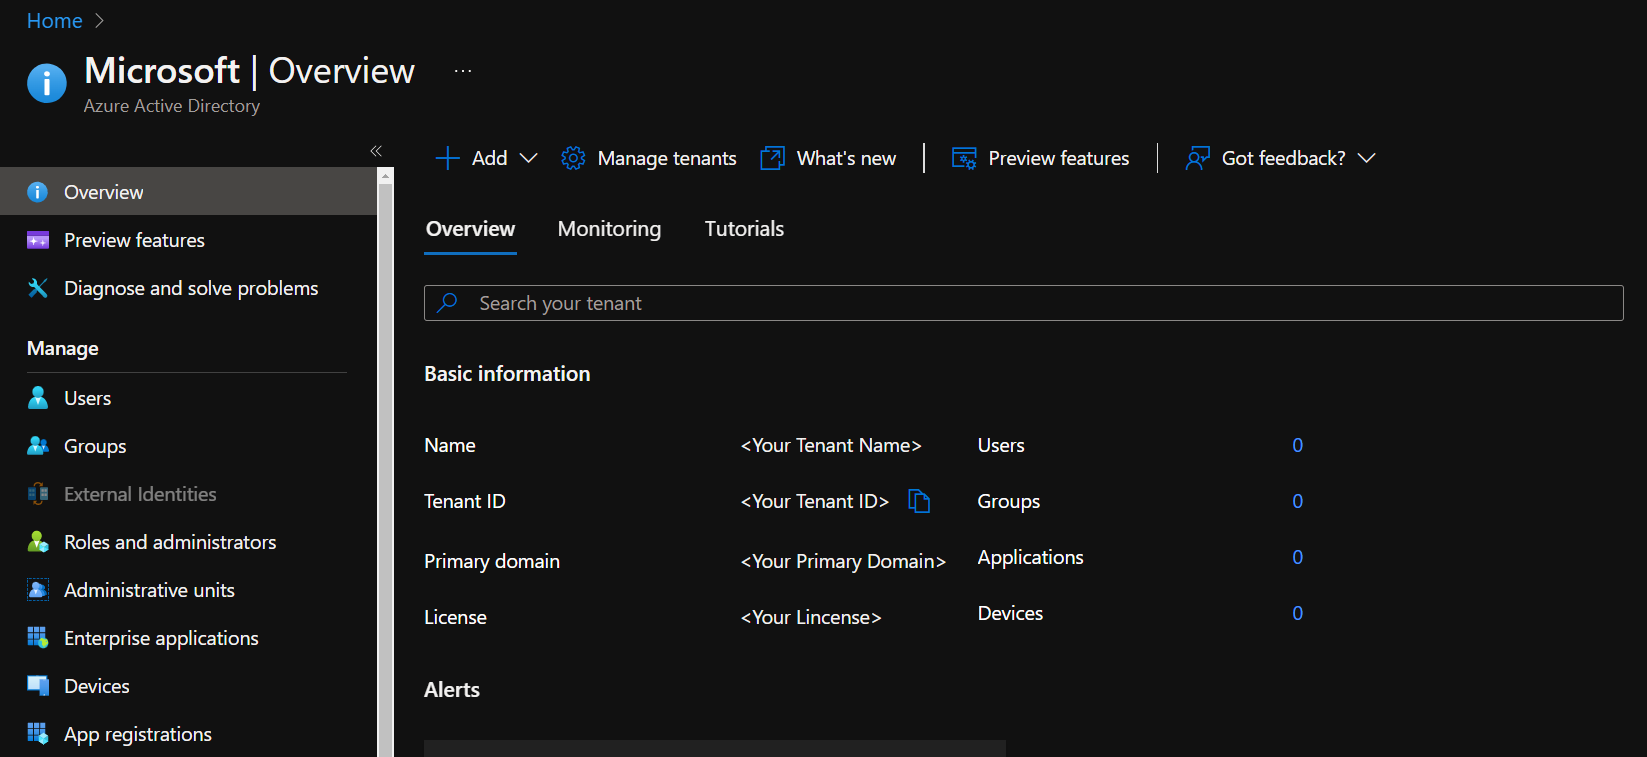 Home
Microsoft | Overview
...
Azure Active Directory
Add
Manage tenants
What's new
Preview features
Got feedback?
Overview
Preview features
Diagnose and solve problems
Manage
Users
Groups
External Identities
Roles and administrators
Administrative units
Enterprise applications
Devices
App registrations
Overview Monitoring Tutorials
Search your tenant
Basic information
Name <Your Tenant Name> Users 0
Tenant ID <Your Tenant ID> Groups 0
Primary domain <Your Primary Domain> Applications 0
License <Your Lincense> Devices 0
Alerts